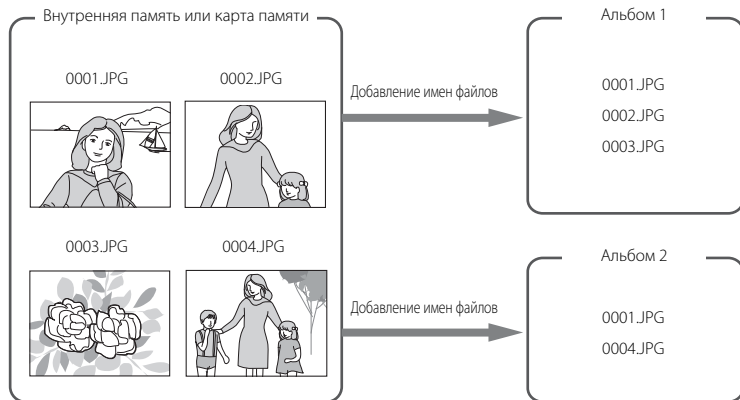 Внутренняя память или карта памяти
0001.JPG
0002.JPG
0003.JPG
0004.JPG
Добавление имен файлов
Альбом 1
0001.JPG
0002.JPG
0003.JPG
Добавление имен файлов
Альбом 2
0001.JPG
0004.JPG